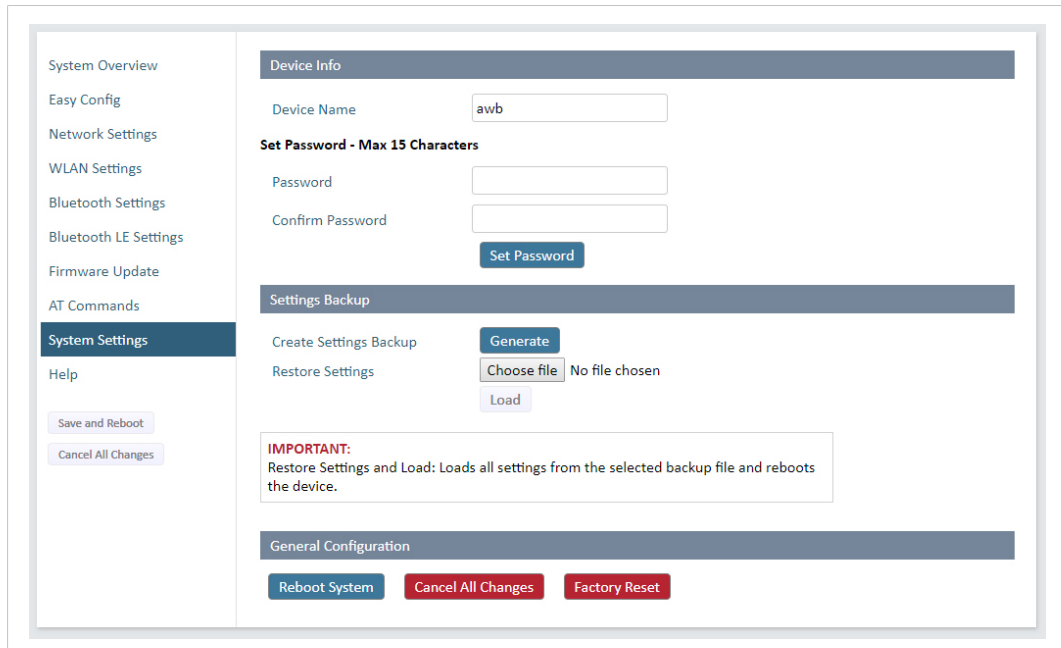 System Overview
Easy Config
Network Settings
WLAN Settings
Bluetooth Settings
Bluetooth LE Settings
Firmware Update
AT Commands
System Settings
Help
Save and Reboot
Cancel All Changes
Device Info
Device Name awb
Set Password - Max 15 Characters
Password
Confirm Password
Set Password
Settings Backup
Create Settings Backup Generate
Restore Settings Choose file No file chosen
Load
IMPORTANT:
Restore Settings and Load: Loads all settings from the selected backup file and reboots
the device.
General Configuration
Reboot System Cancel All Changes Factory Reset